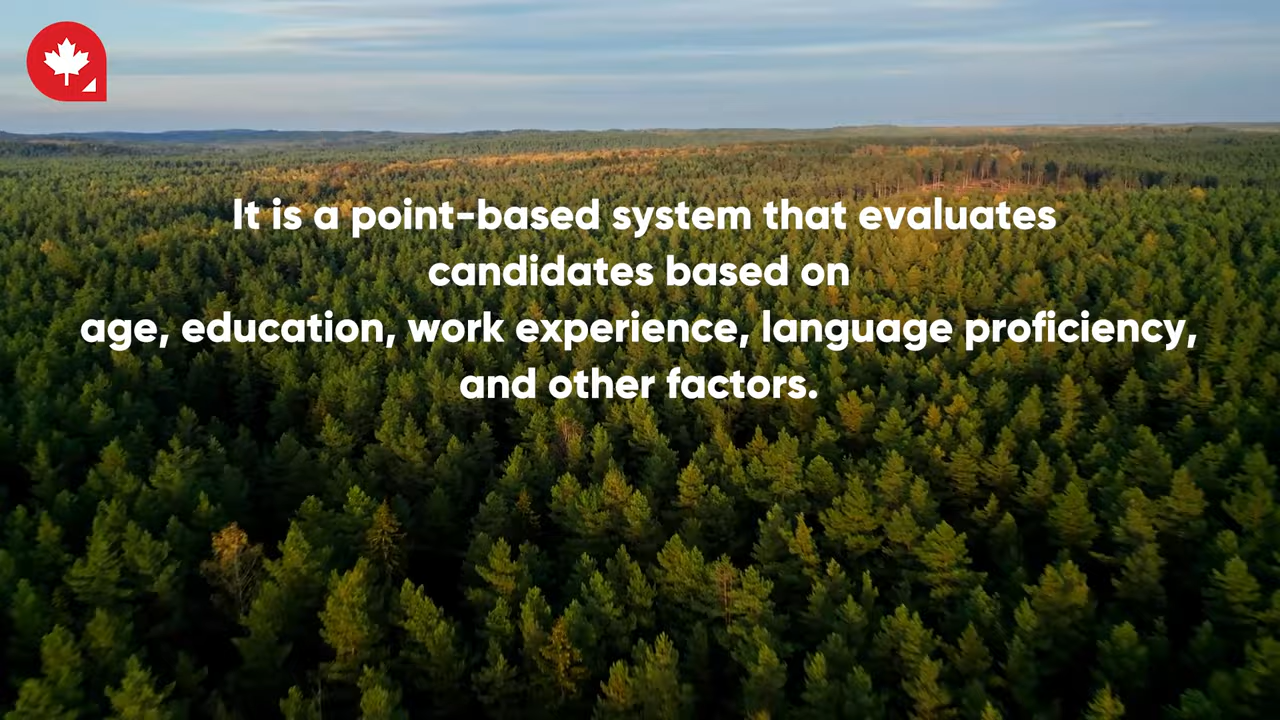 It is a point-based system that evaluates
candidates based on
age, education, work experience, language proficiency,
and other factors.